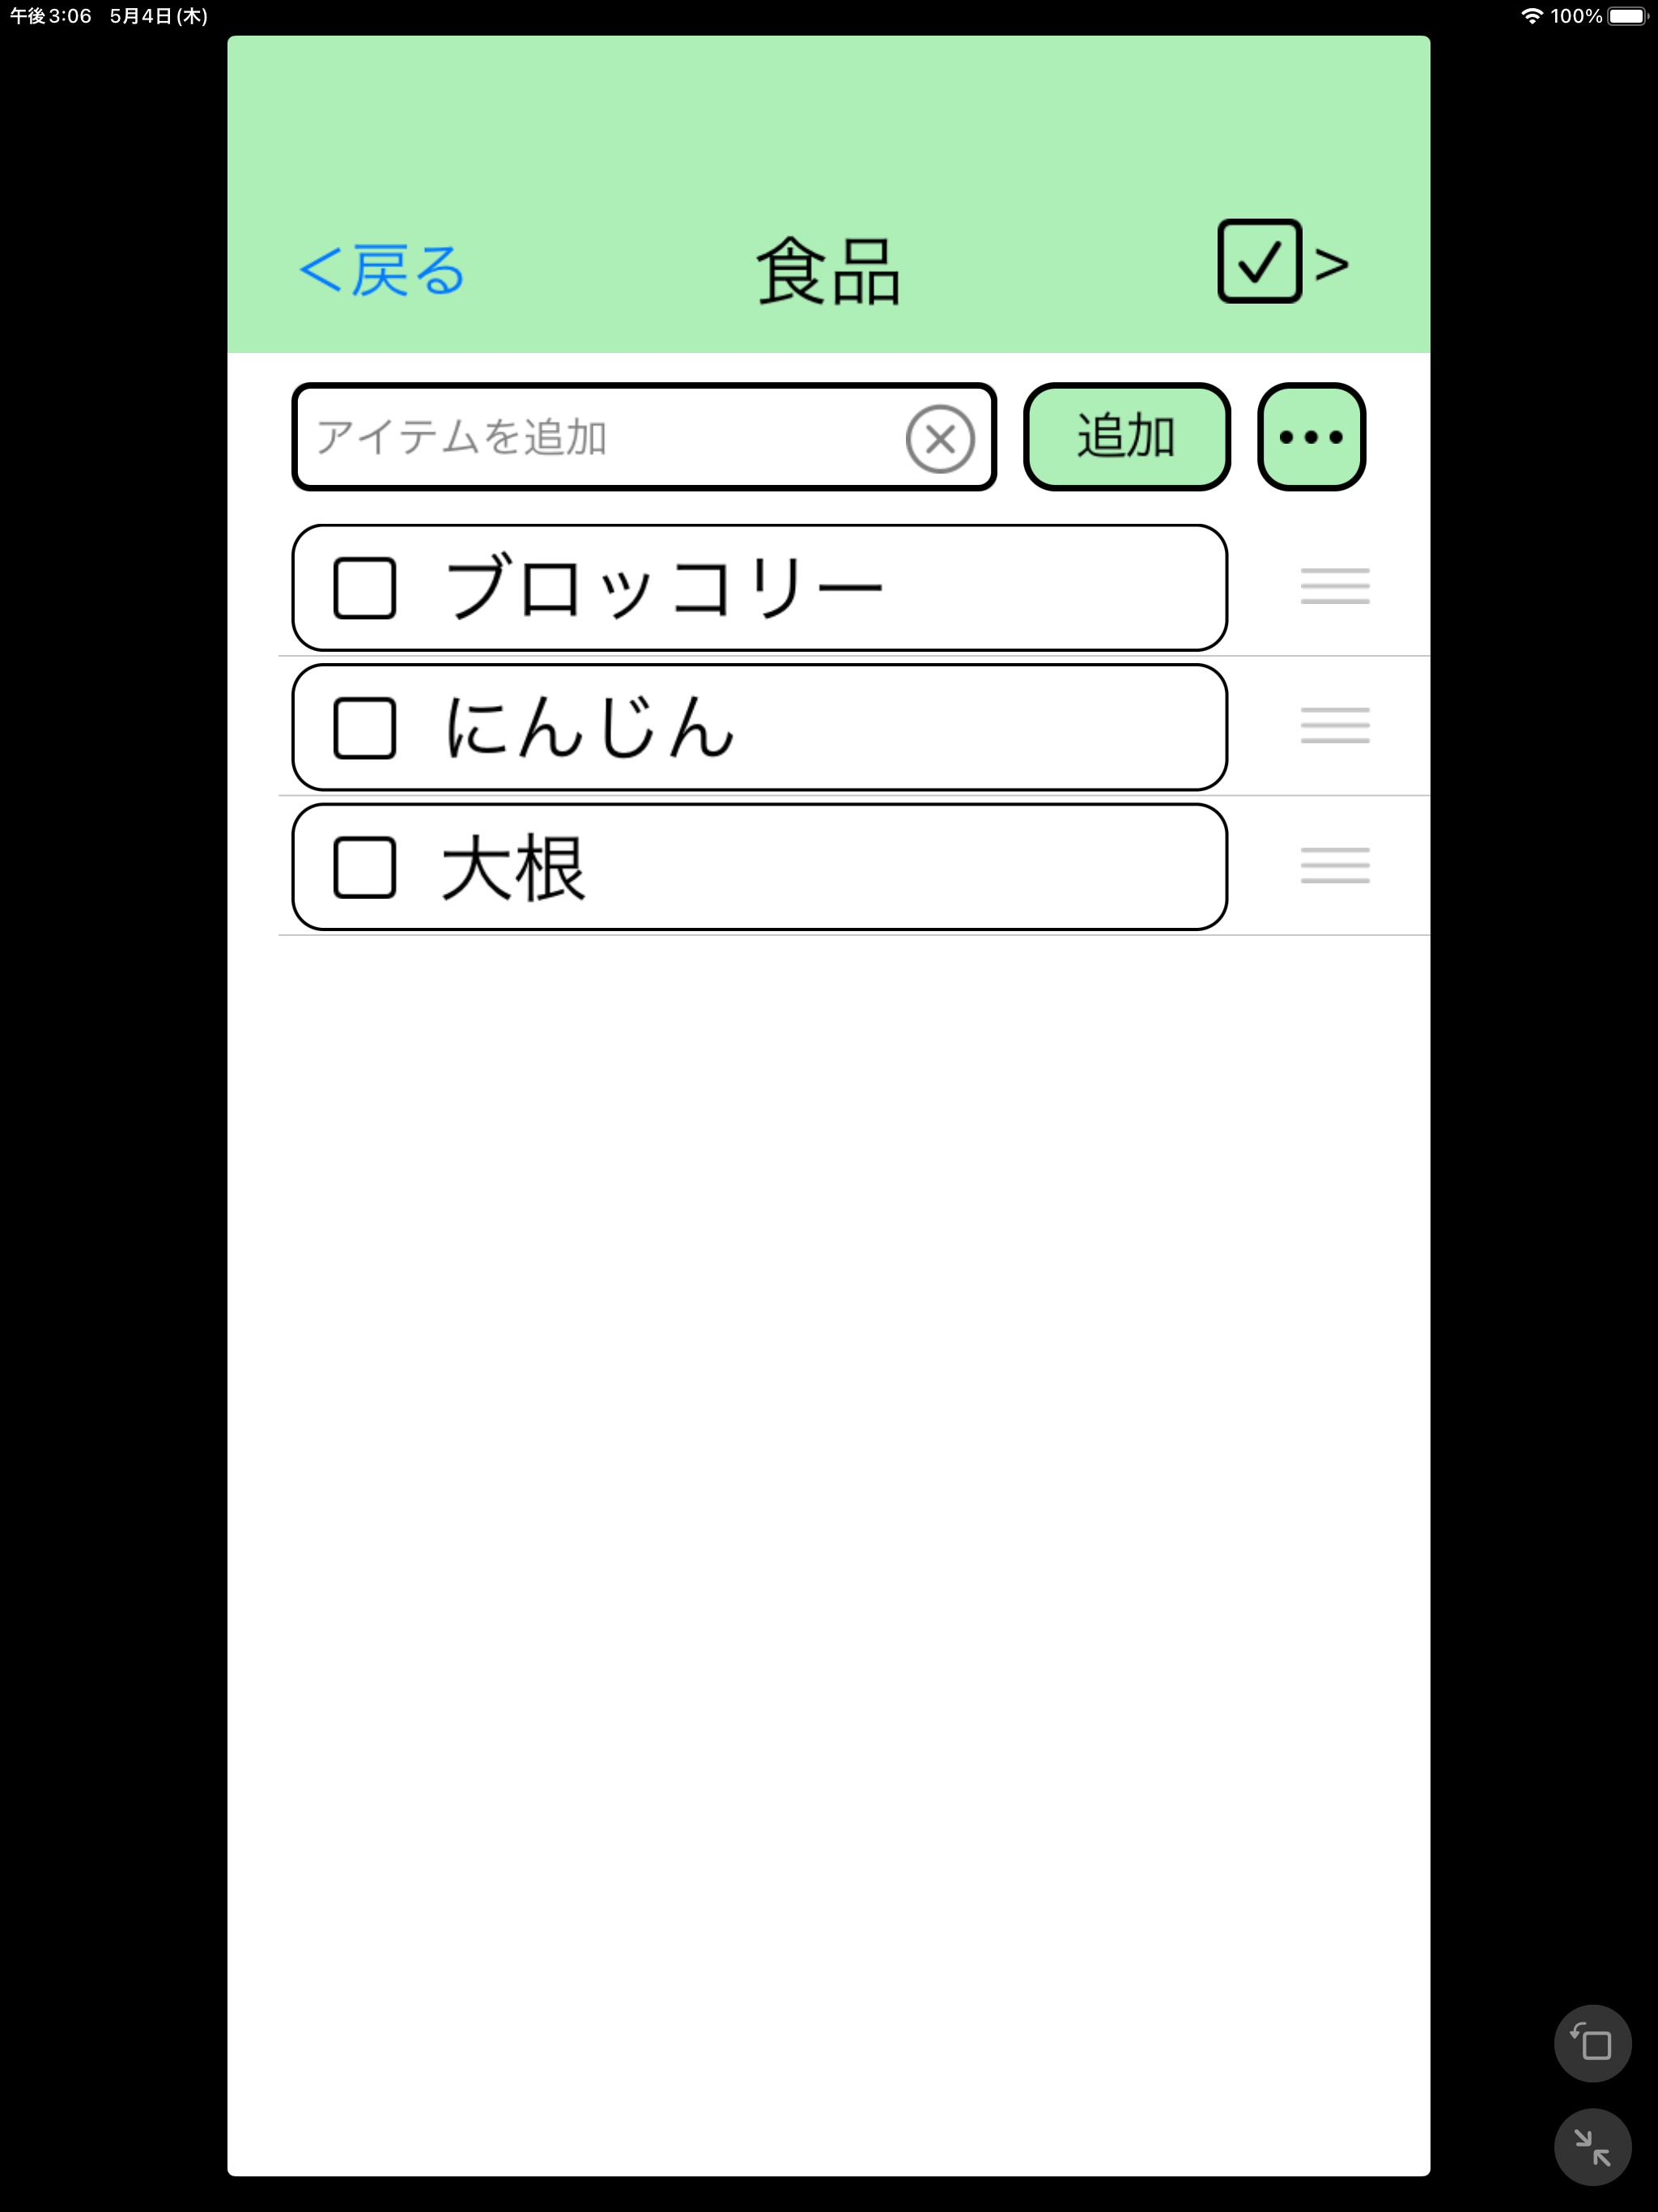 午後3:06 5月4日(木) 100%
<戻る 食品 >
アイテムを追加 追加 •••
ブロッコリー
にんじん
大根